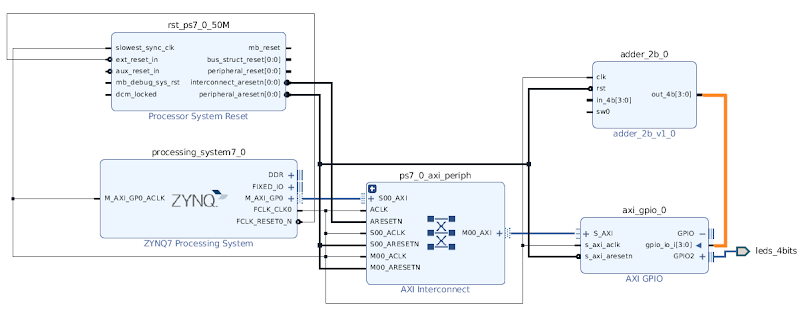 rst_ps7_0_50M
slowest_sync_clk
ext_reset_in
aux_reset_in
mb_debug_sys_rst
dcm_locked
mb_reset
bus_struct_reset[0:0]
peripheral_reset[0:0]
interconnect_aresetn[0:0]
peripheral_aresetn[0:0]
Processor System Reset
adder_2b_0
clk
rst
in_4b[3:0]
sw0
out_4b[3:0]
adder_2b_v1_0
processing_system7_0
M_AXI_GP0_ACLK
ZYNQ
DDR
FIXED_IO
M_AXI_GP0
FCLK_CLK0
FCLK_RESET0_N
ZYNQ7 Processing System
ps7_0_axi_periph
S00_AXI
ACLK
ARESETN
S00_ACLK
S00_ARESETN
M00_ACLK
M00_ARESETN
M00_AXI
AXI Interconnect
axi_gpio_0
S_AXI
s_axi_aclk
s_axi_aresetn
GPIO
gpio_io_i[3:0]
GPIO2
AXI GPIO
leds_4bits